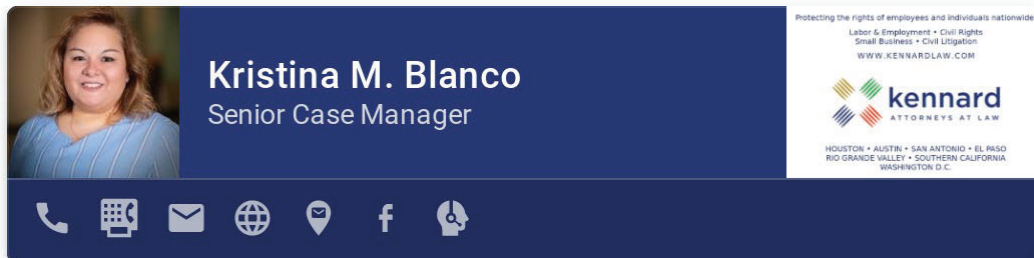 Kristina M. Blanco
Senior Case Manager
Protecting the rights of employees and individuals nationwide
Labor & Employment • Civil Rights
Small Business • Civil Litigation
WWW.KENNARDLAW.COM
kennard
ATTORNEYS AT LAW
HOUSTON • AUSTIN • SAN ANTONIO • EL PASO
RIO GRANDE VALLEY • SOUTHERN CALIFORNIA
WASHINGTON D.C.